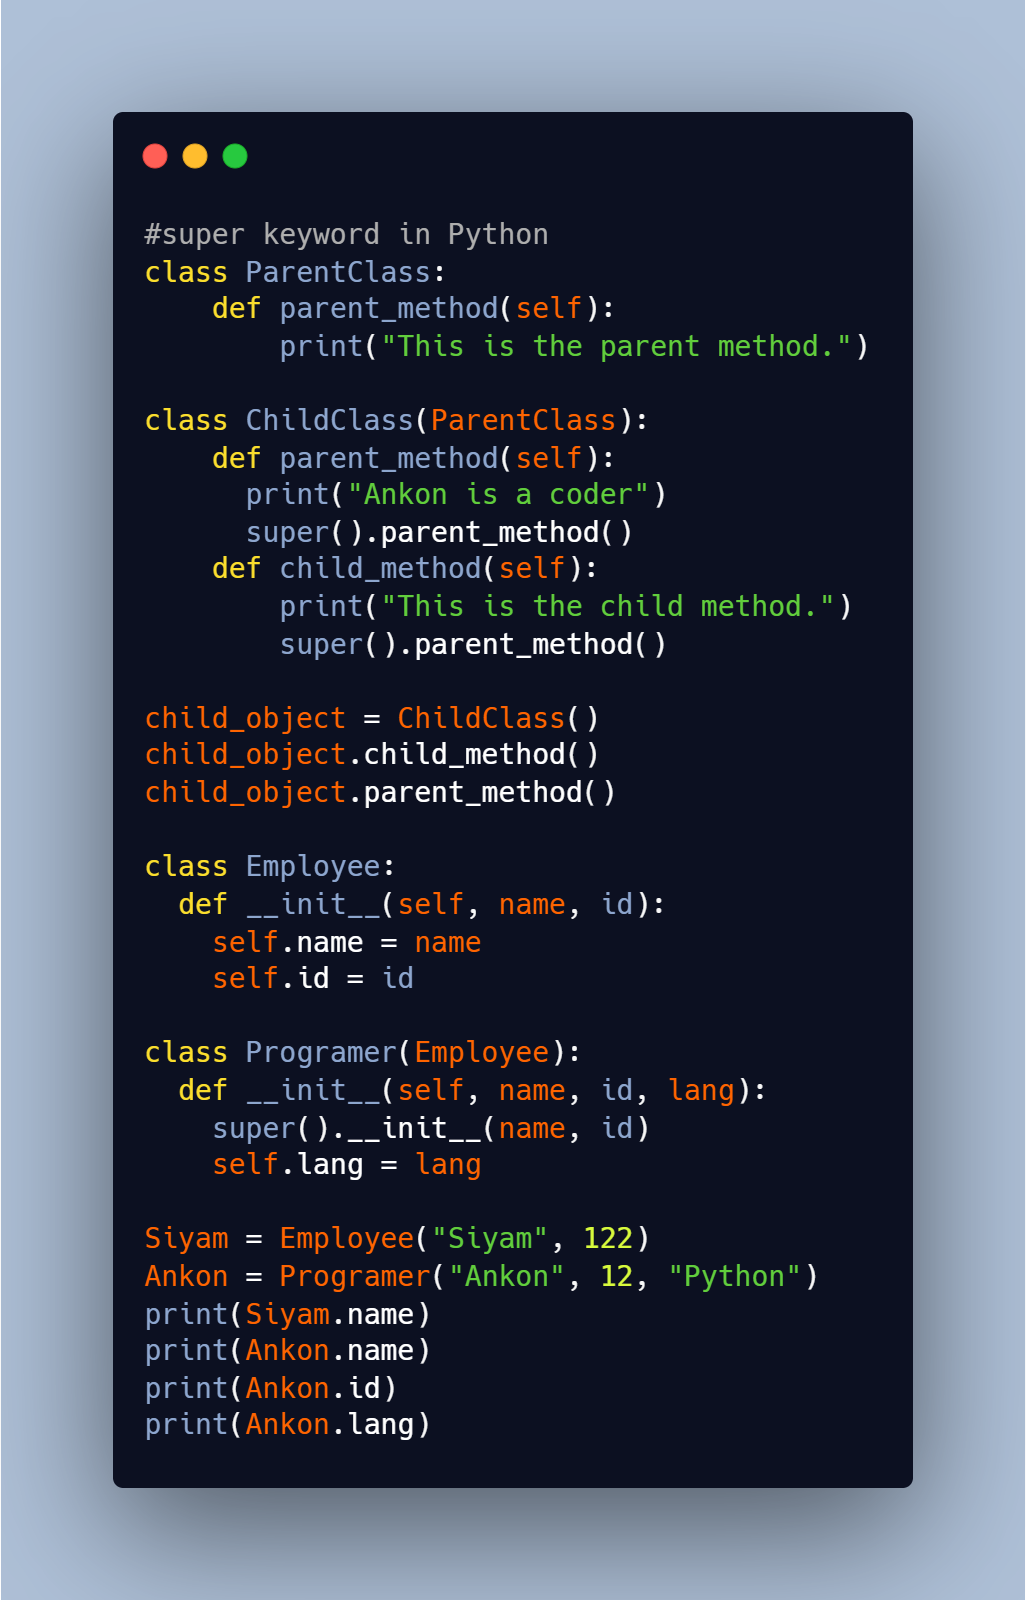 #super keyword in Python
class ParentClass:
    def parent_method(self):
        print("This is the parent method.")

class ChildClass(ParentClass):
    def parent_method(self):
      print("Ankon is a coder")
      super().parent_method()
    def child_method(self):
        print("This is the child method.")
        super().parent_method()

child_object = ChildClass()
child_object.child_method()
child_object.parent_method()

class Employee:
  def __init__(self, name, id):
    self.name = name
    self.id = id

class Programer(Employee):
  def __init__(self, name, id, lang):
    super().__init__(name, id)
    self.lang = lang

Siyam = Employee("Siyam", 122)
Ankon = Programer("Ankon", 12, "Python")
print(Siyam.name)
print(Ankon.name)
print(Ankon.id)
print(Ankon.lang)